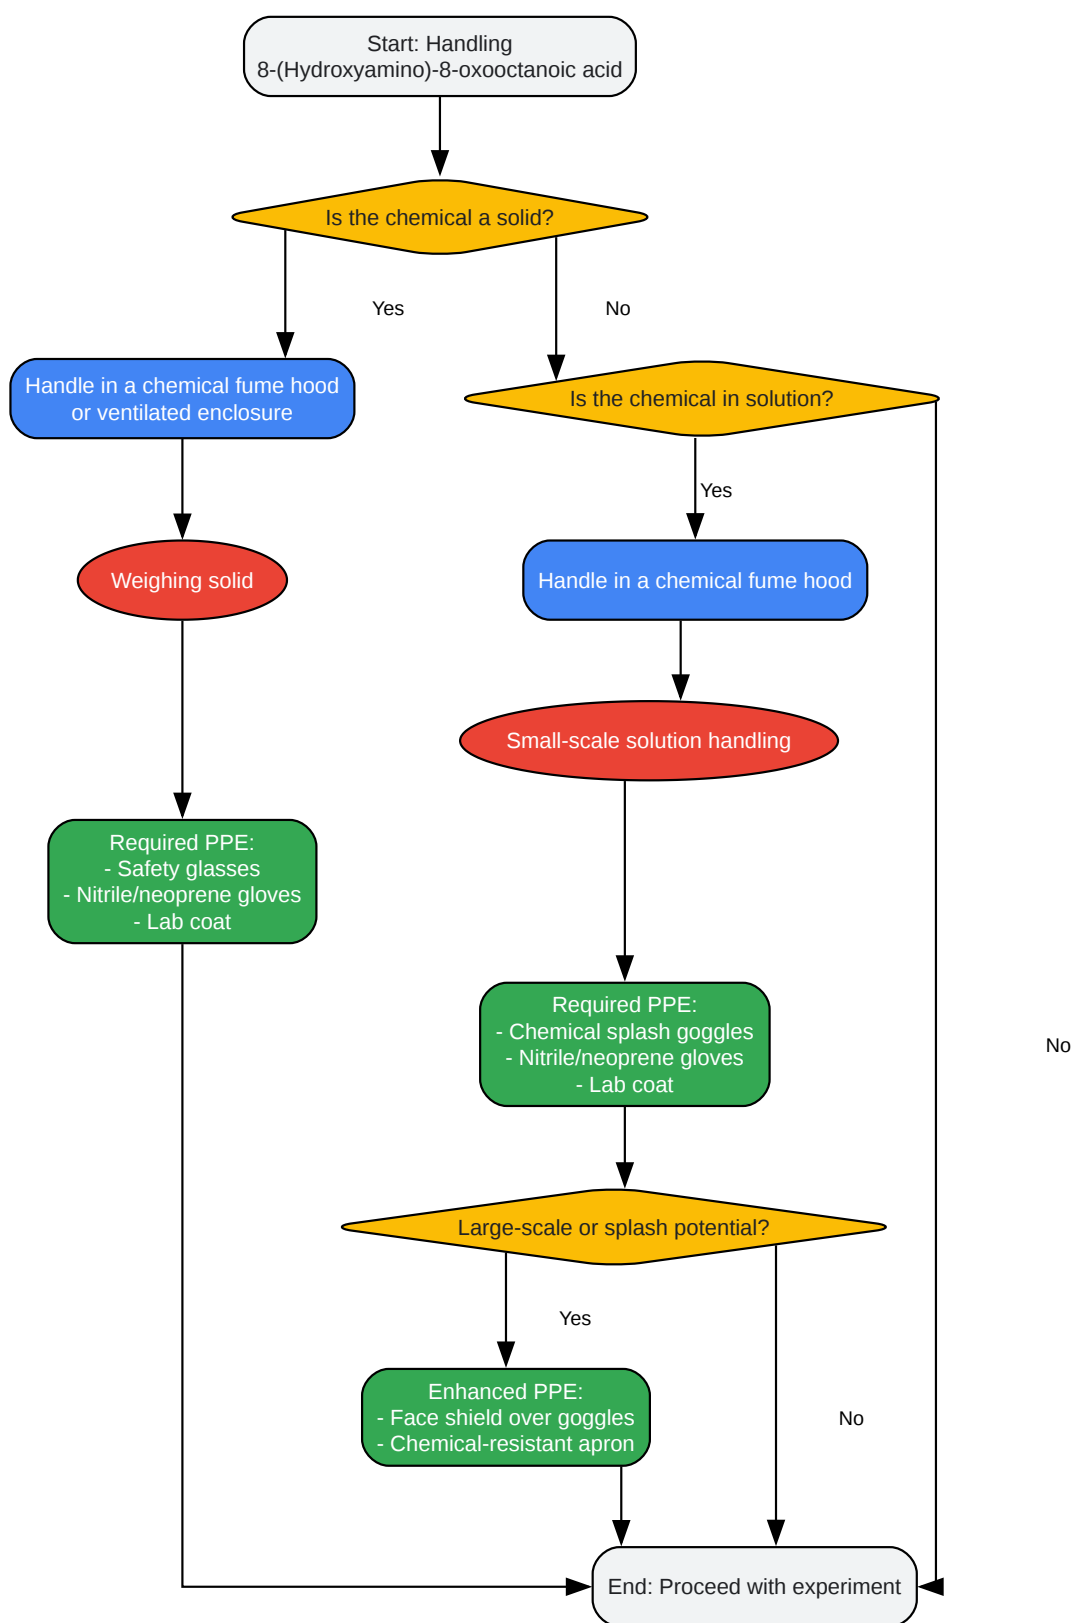 Start: Handling
8-(Hydroxyamino)-8-oxooctanoic acid
Is the chemical a solid?
Yes
No
Handle in a chemical fume hood
or ventilated enclosure
Is the chemical in solution?
Yes
Weighing solid
Handle in a chemical fume hood
Small-scale solution handling
Required PPE:
- Safety glasses
- Nitrile/neoprene gloves
- Lab coat
Required PPE:
- Chemical splash goggles
- Nitrile/neoprene gloves
- Lab coat
No
Large-scale or splash potential?
Yes
Enhanced PPE:
- Face shield over goggles
- Chemical-resistant apron
No
End: Proceed with experiment